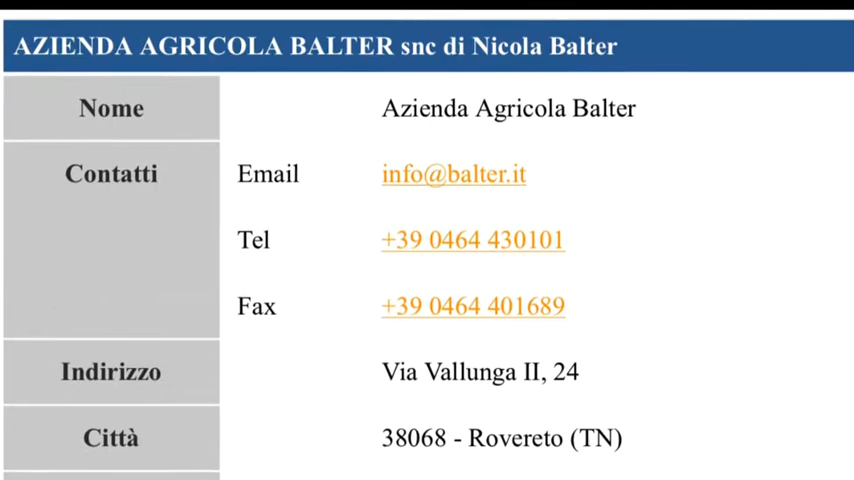 AZIENDA AGRICOLA BALTER snc di Nicola Balter
Nome Azienda Agricola Balter
Contatti Email info@balter.it
Tel +39 0464 430101
Fax +39 0464 401689
Indirizzo Via Vallunga II, 24
Città 38068 - Rovereto (TN)